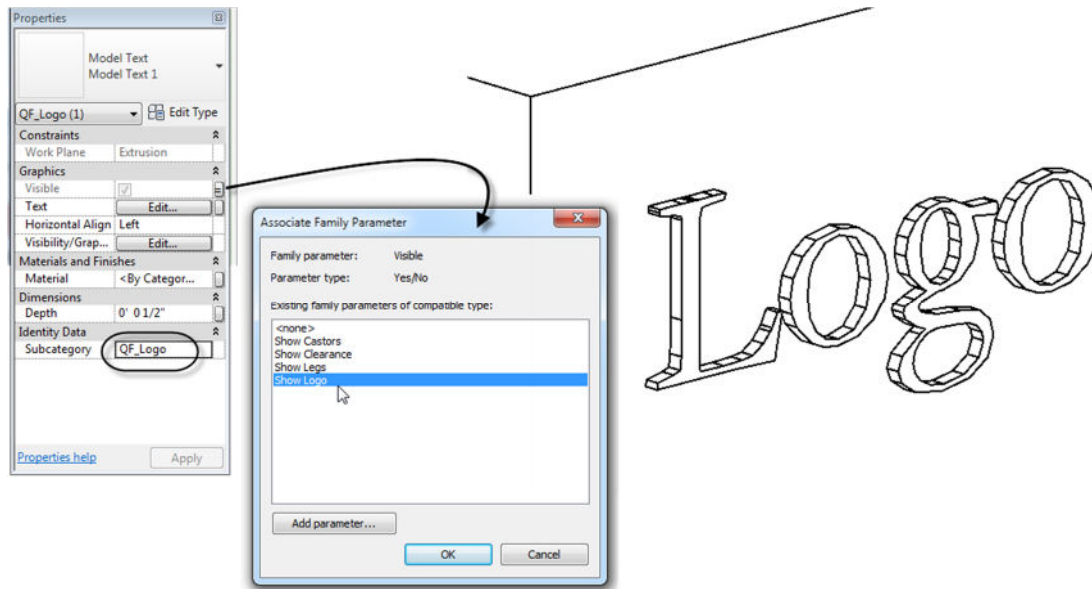 Properties
Model Text
Model Text 1
QF_Logo (1)
Edit Type
Constraints
Work Plane Extrusion
Graphics
Visible =
Text Edit...
Horizontal Align Left
Visibility/Grap... Edit...
Materials and Finishes
Material <By Categor...
Dimensions
Depth 0' 0 1/2"
Identity Data
Subcategory QF_Logo
Properties help Apply
Associate Family Parameter
Family parameter: Visible
Parameter type: Yes/No
Existing family parameters of compatible type:
<none>
Show Castors
Show Clearance
Show Legs
Show Logo
Add parameter...
OK Cancel
Logo